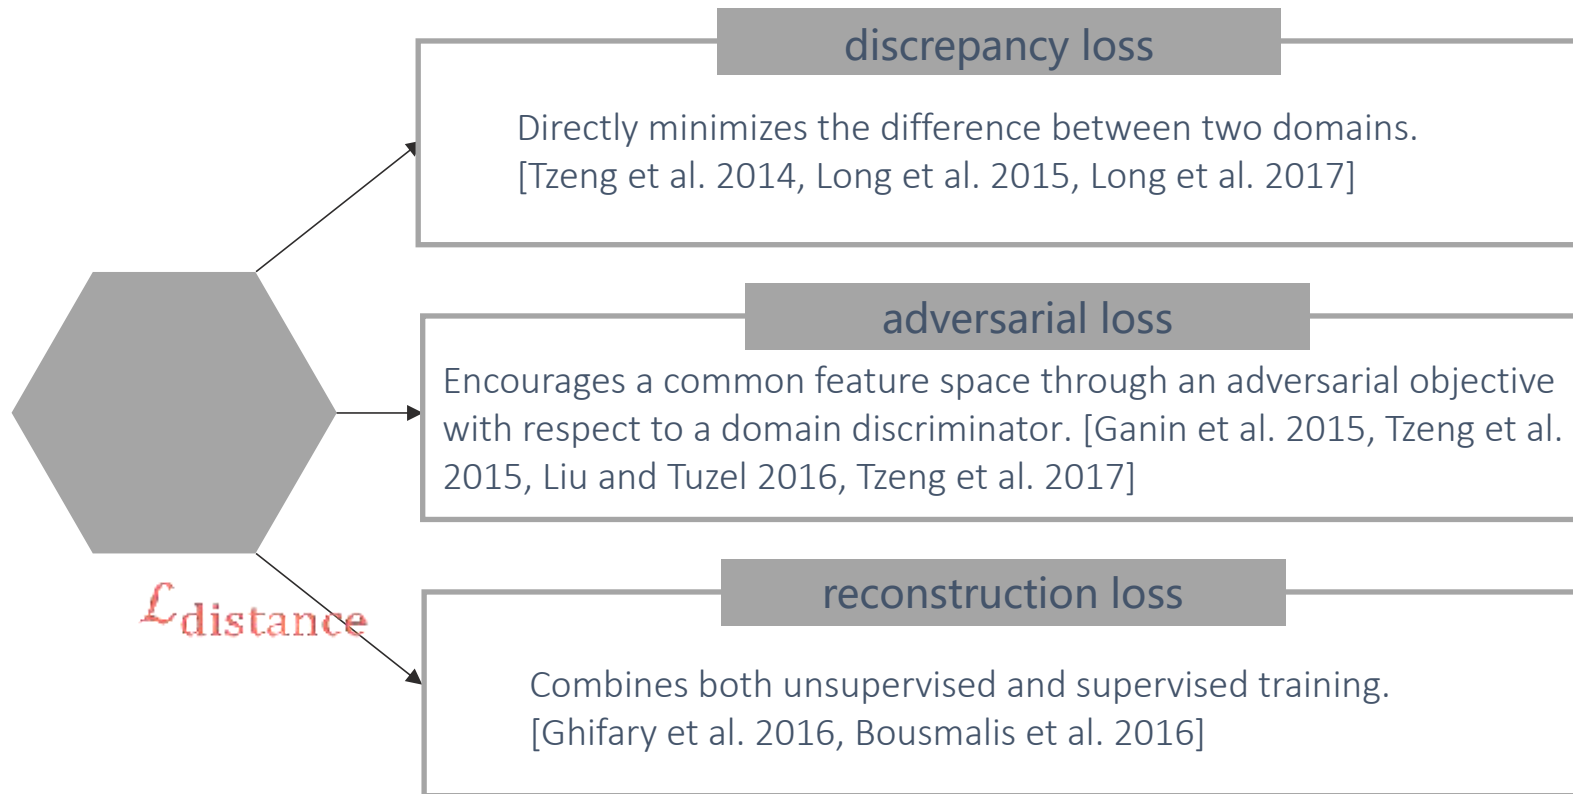 discrepancy loss
Directly minimizes the difference between two domains.
[Tzeng et al. 2014, Long et al. 2015, Long et al. 2017]
adversarial loss
Encourages a common feature space through an adversarial objective
with respect to a domain discriminator. [Ganin et al. 2015, Tzeng et al.
2015, Liu and Tuzel 2016, Tzeng et al. 2017]
ℒdistance
reconstruction loss
Combines both unsupervised and supervised training.
[Ghifary et al. 2016, Bousmalis et al. 2016]